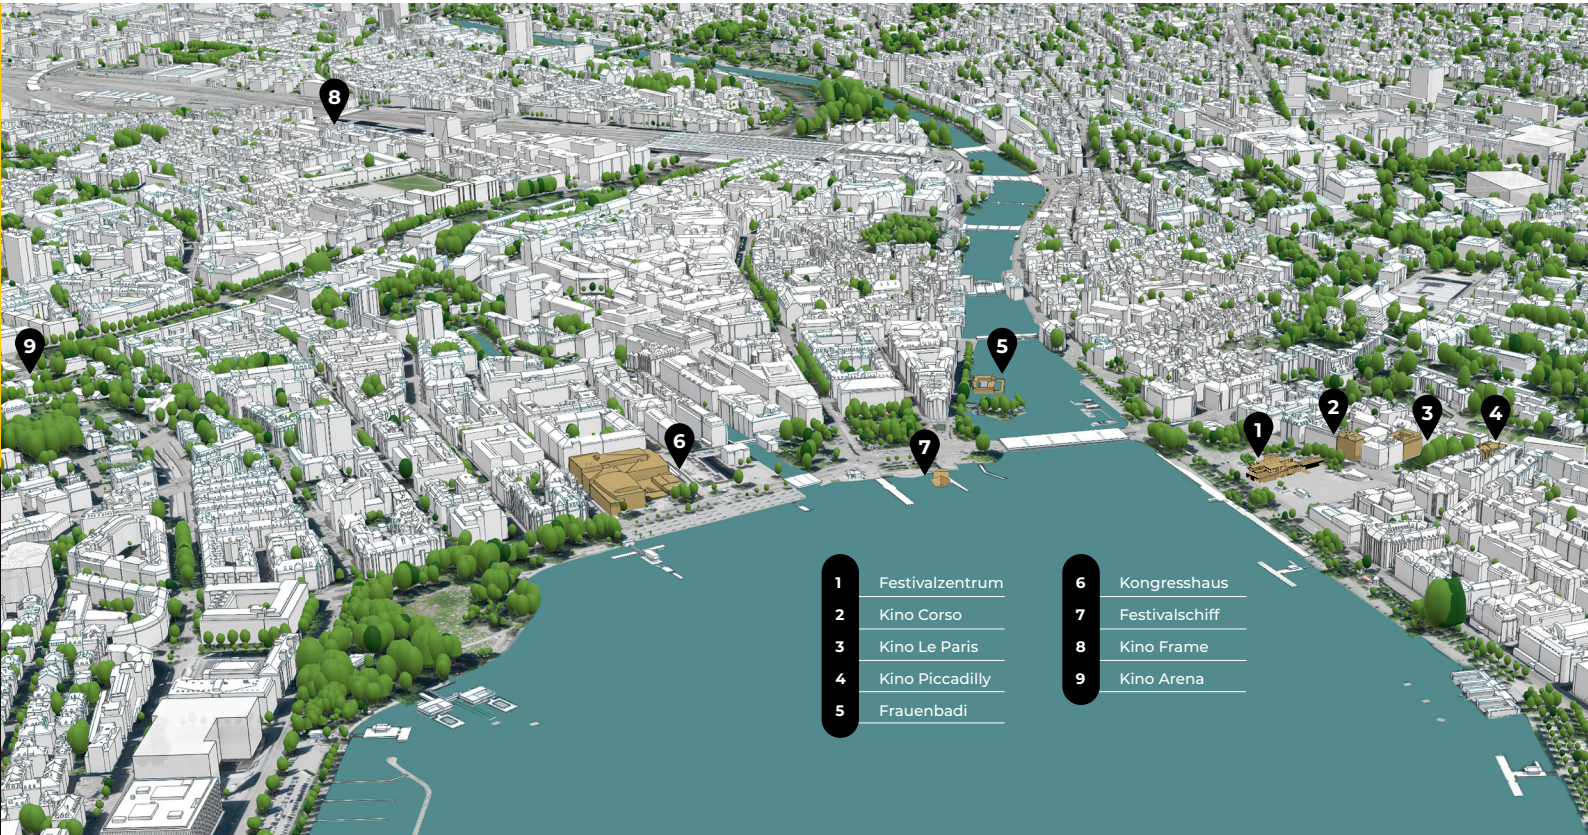 8
9
5
2
3
4
1
6
7
1 Festivalzentrum
2 Kino Corso
3 Kino Le Paris
4 Kino Piccadilly
5 Frauenbadi
6 Kongresshaus
7 Festivalschiff
8 Kino Frame
9 Kino Arena